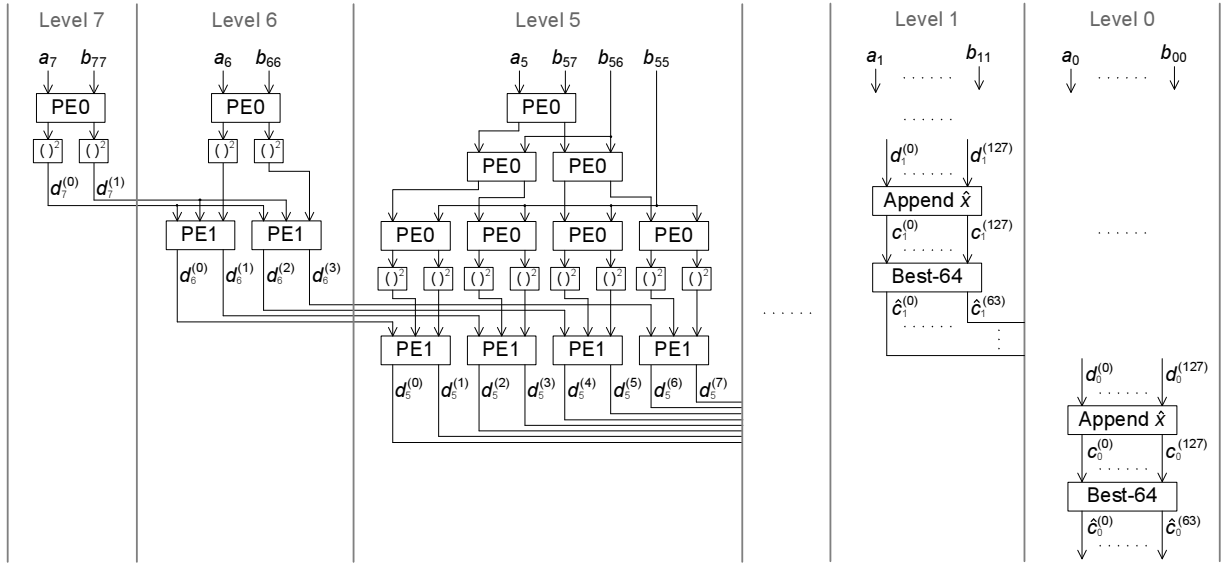 Level 7 Level 6 Level 5 Level 1 Level 0
a₇ b₇₇ a₆ b₆₆ a₅ b₅₇ b₅₆ b₅₅ a₁ ...... b₁₁ a₀ ...... b₀₀
PE0 PE0 PE0 ......
( )² ( )² ( )² ( )² PE0 PE0 d₁⁽⁰⁾ ...... d₁⁽¹²⁷⁾
d₇⁽⁰⁾ d₇⁽¹⁾ Append x̂
PE1 PE1 PE0 PE0 PE0 PE0 c₁⁽⁰⁾ ...... c₁⁽¹²⁷⁾ ......
d₆⁽⁰⁾ d₆⁽¹⁾ d₆⁽²⁾ d₆⁽³⁾ ( )² ( )² ( )² ( )² ( )² ( )² ( )² ( )² Best-64
...... ĉ₁⁽⁰⁾ ...... ĉ₁⁽⁶³⁾
PE1 PE1 PE1 PE1
d₅⁽⁰⁾ d₅⁽¹⁾ d₅⁽²⁾ d₅⁽³⁾ d₅⁽⁴⁾ d₅⁽⁵⁾ d₅⁽⁶⁾ d₅⁽⁷⁾ d₀⁽⁰⁾ ...... d₀⁽¹²⁷⁾
Append x̂
c₀⁽⁰⁾ ...... c₀⁽¹²⁷⁾
Best-64
ĉ₀⁽⁰⁾ ...... ĉ₀⁽⁶³⁾